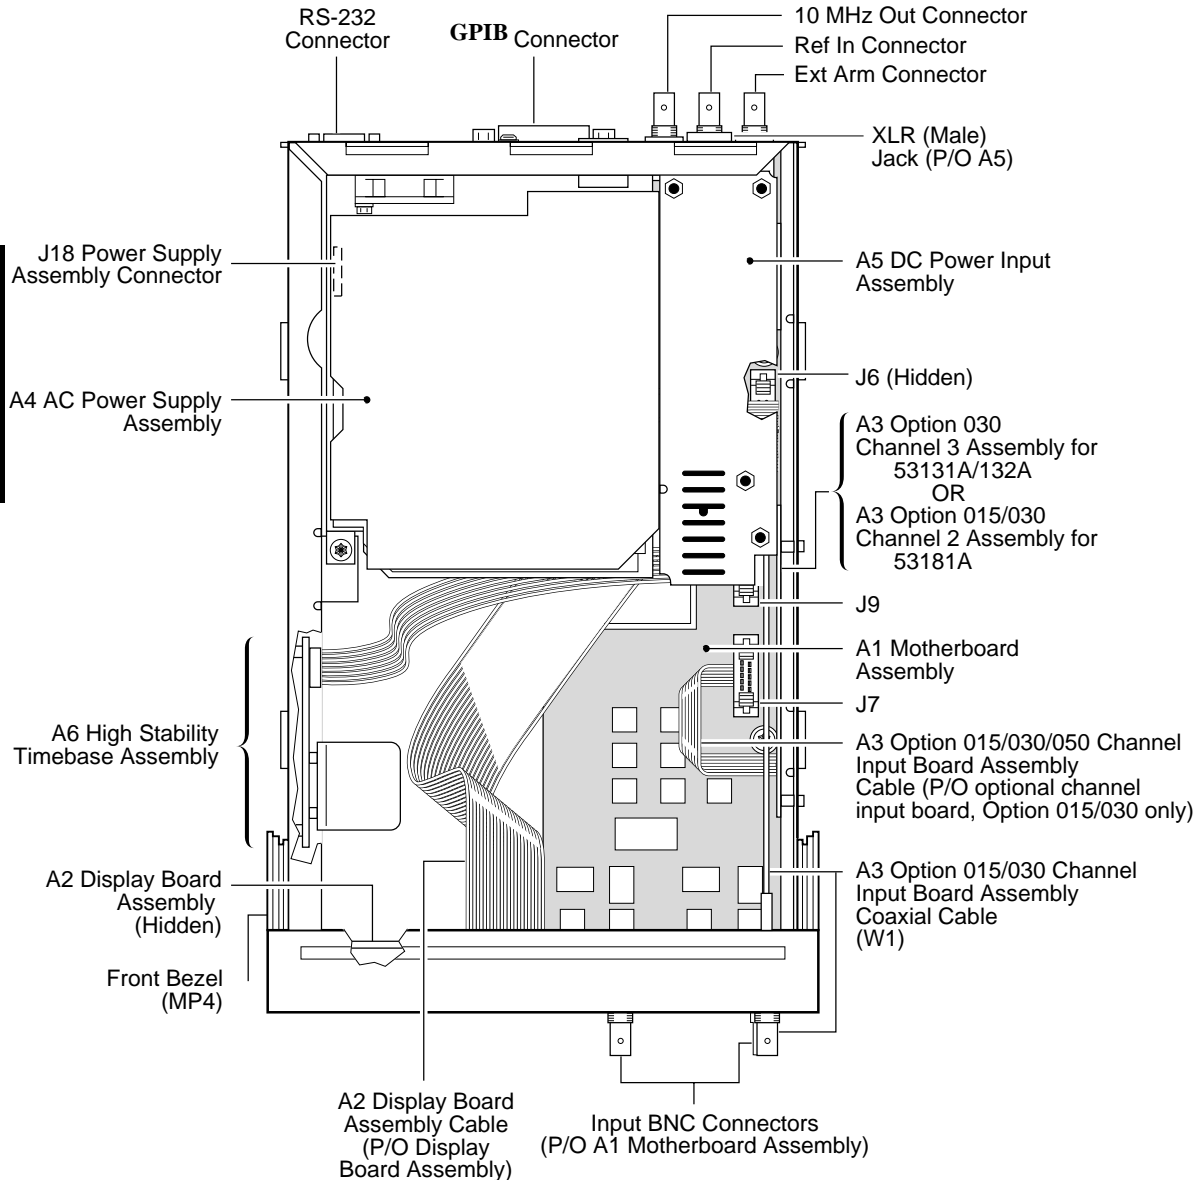 RS-232
Connector
GPIB Connector
10 MHz Out Connector
Ref In Connector
Ext Arm Connector
XLR (Male)
Jack (P/O A5)
J18 Power Supply
Assembly Connector
A5 DC Power Input
Assembly
A4 AC Power Supply
Assembly
J6 (Hidden)
A3 Option 030
Channel 3 Assembly for
53131A/132A
OR
A3 Option 015/030
Channel 2 Assembly for
53181A
J9
A1 Motherboard
Assembly
J7
A6 High Stability
Timebase Assembly
A3 Option 015/030/050 Channel
Input Board Assembly
Cable (P/O optional channel
input board, Option 015/030 only)
A2 Display Board
Assembly
(Hidden)
A3 Option 015/030 Channel
Input Board Assembly
Coaxial Cable
(W1)
Front Bezel
(MP4)
A2 Display Board
Assembly Cable
(P/O Display
Board Assembly)
Input BNC Connectors
(P/O A1 Motherboard Assembly)